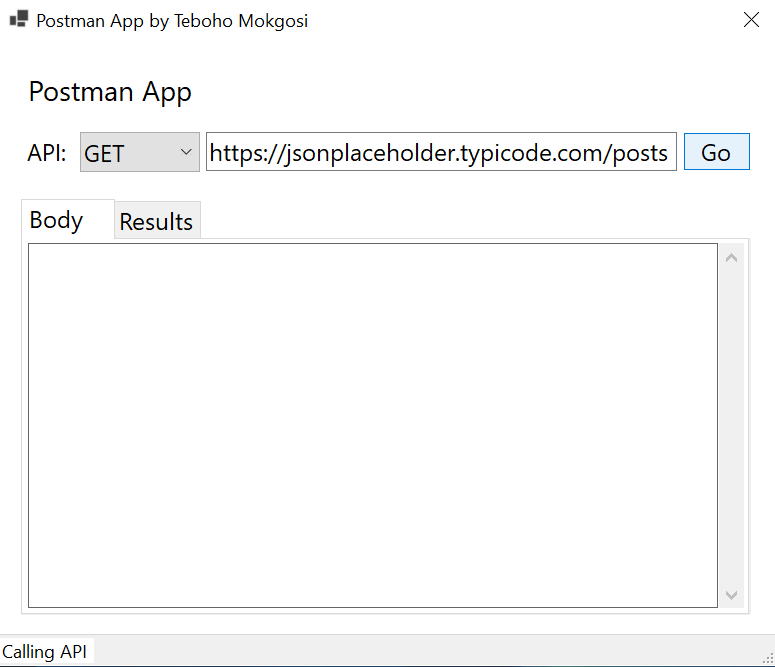 Postman App by Teboho Mokgosi
Postman App
API: GET https://jsonplaceholder.typicode.com/posts Go
Body Results
Calling API